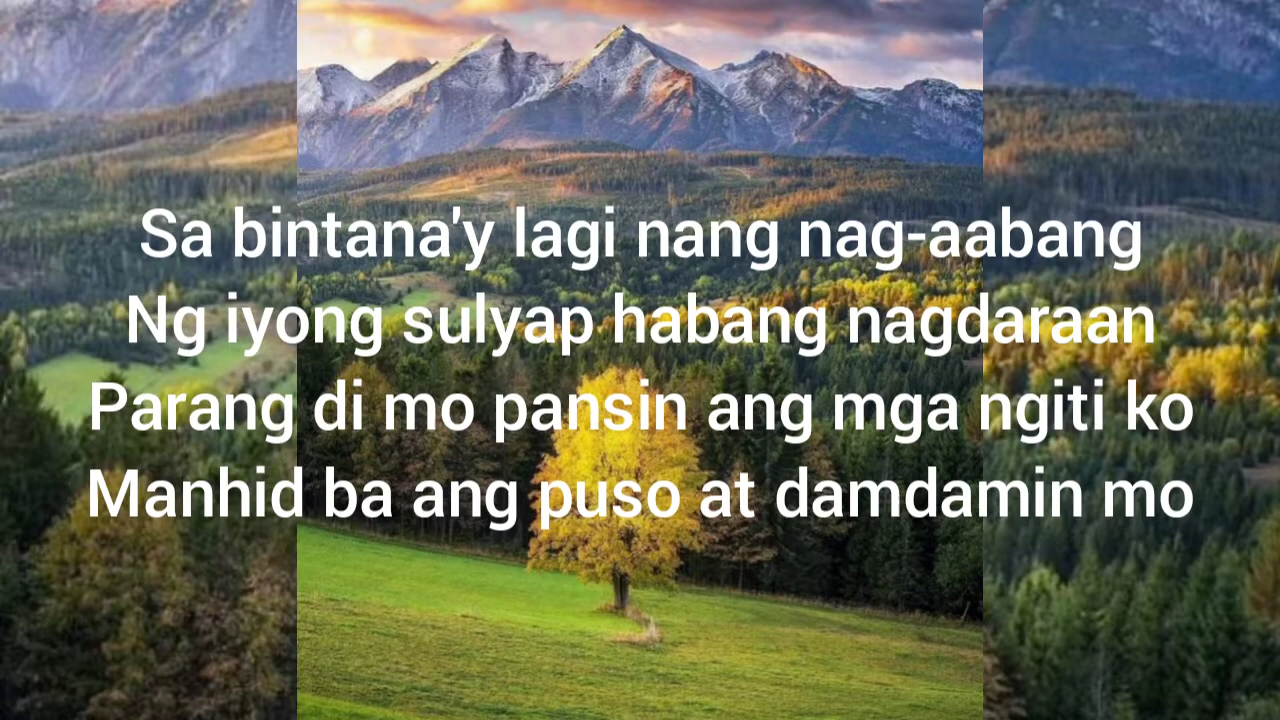 Sa bintana'y lagi nang nag-aabang
Ng iyong sulyap habang nagdaraan
Parang di mo pansin ang mga ngiti ko
Manhid ba ang puso at damdamin mo